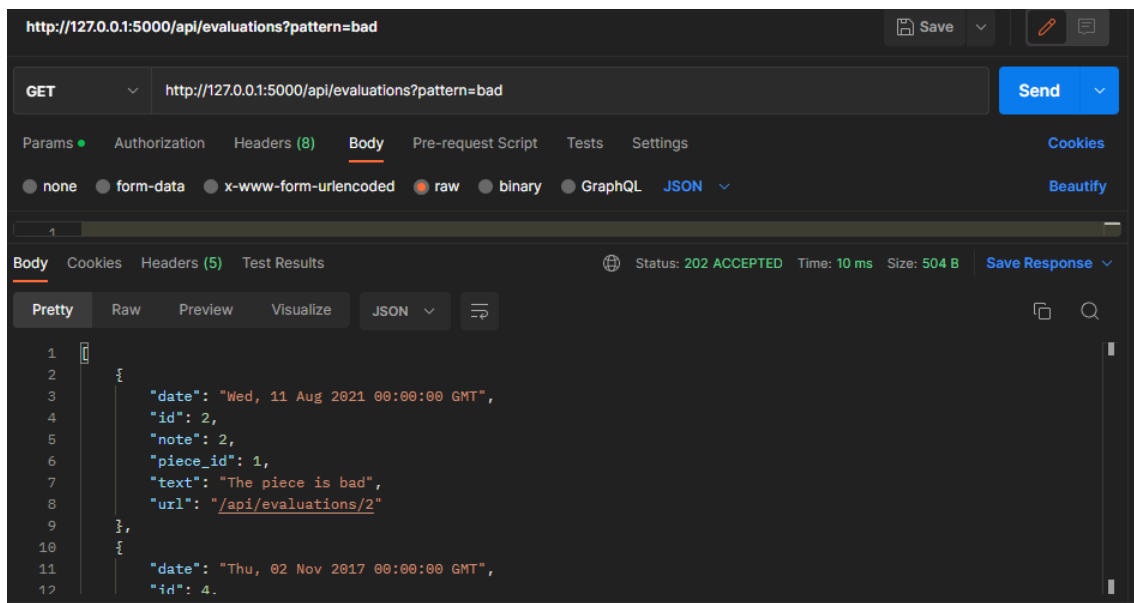 http://127.0.0.1:5000/api/evaluations?pattern=bad Save
GET http://127.0.0.1:5000/api/evaluations?pattern=bad Send
Params Authorization Headers (8) Body Pre-request Script Tests Settings Cookies
none form-data x-www-form-urlencoded raw binary GraphQL JSON Beautify
1
Body Cookies Headers (5) Test Results Status: 202 ACCEPTED Time: 10 ms Size: 504 B Save Response
Pretty Raw Preview Visualize JSON
1 [
2 {
3 "date": "Wed, 11 Aug 2021 00:00:00 GMT",
4 "id": 2,
5 "note": 2,
6 "piece_id": 1,
7 "text": "The piece is bad",
8 "url": "/api/evaluations/2"
9 },
10 {
11 "date": "Thu, 02 Nov 2017 00:00:00 GMT",
12 "id": 4,